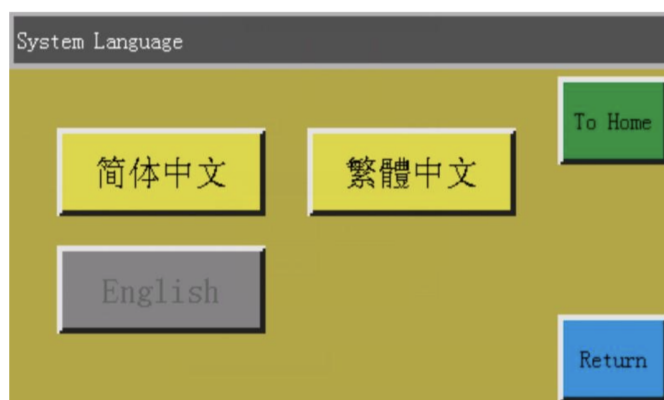 System Language
To Home
简体中文
繁體中文
English
Return